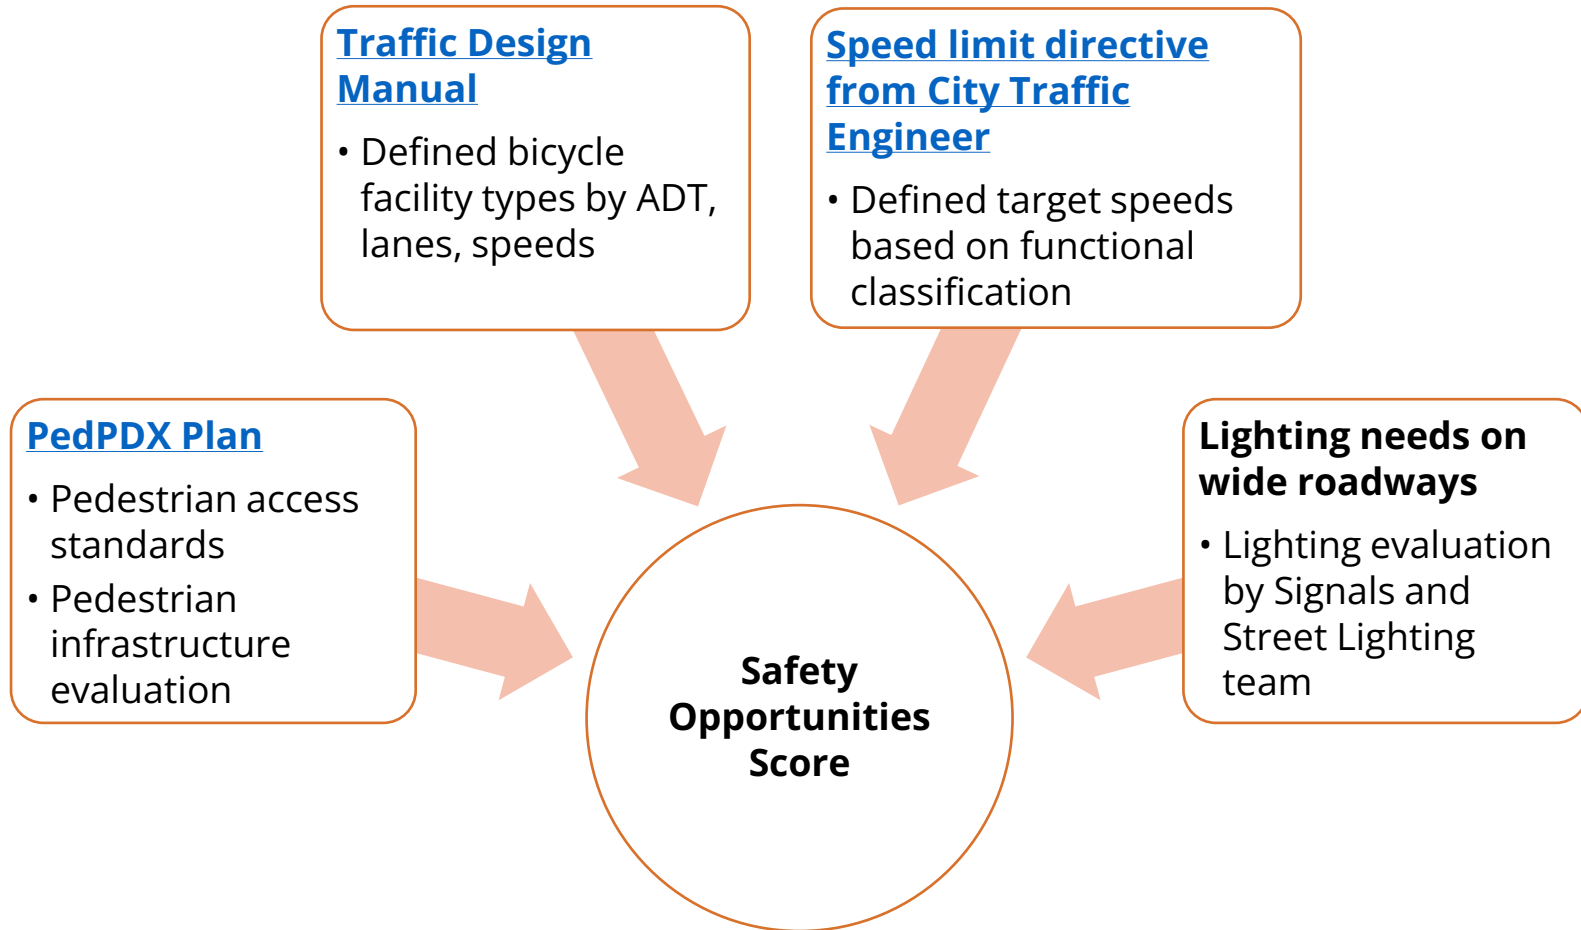 Traffic Design
Manual
• Defined bicycle
facility types by ADT,
lanes, speeds
Speed limit directive
from City Traffic
Engineer
• Defined target speeds
based on functional
classification
PedPDX Plan
• Pedestrian access
standards
• Pedestrian
infrastructure
evaluation
Lighting needs on
wide roadways
• Lighting evaluation
by Signals and
Street Lighting
team
Safety
Opportunities
Score